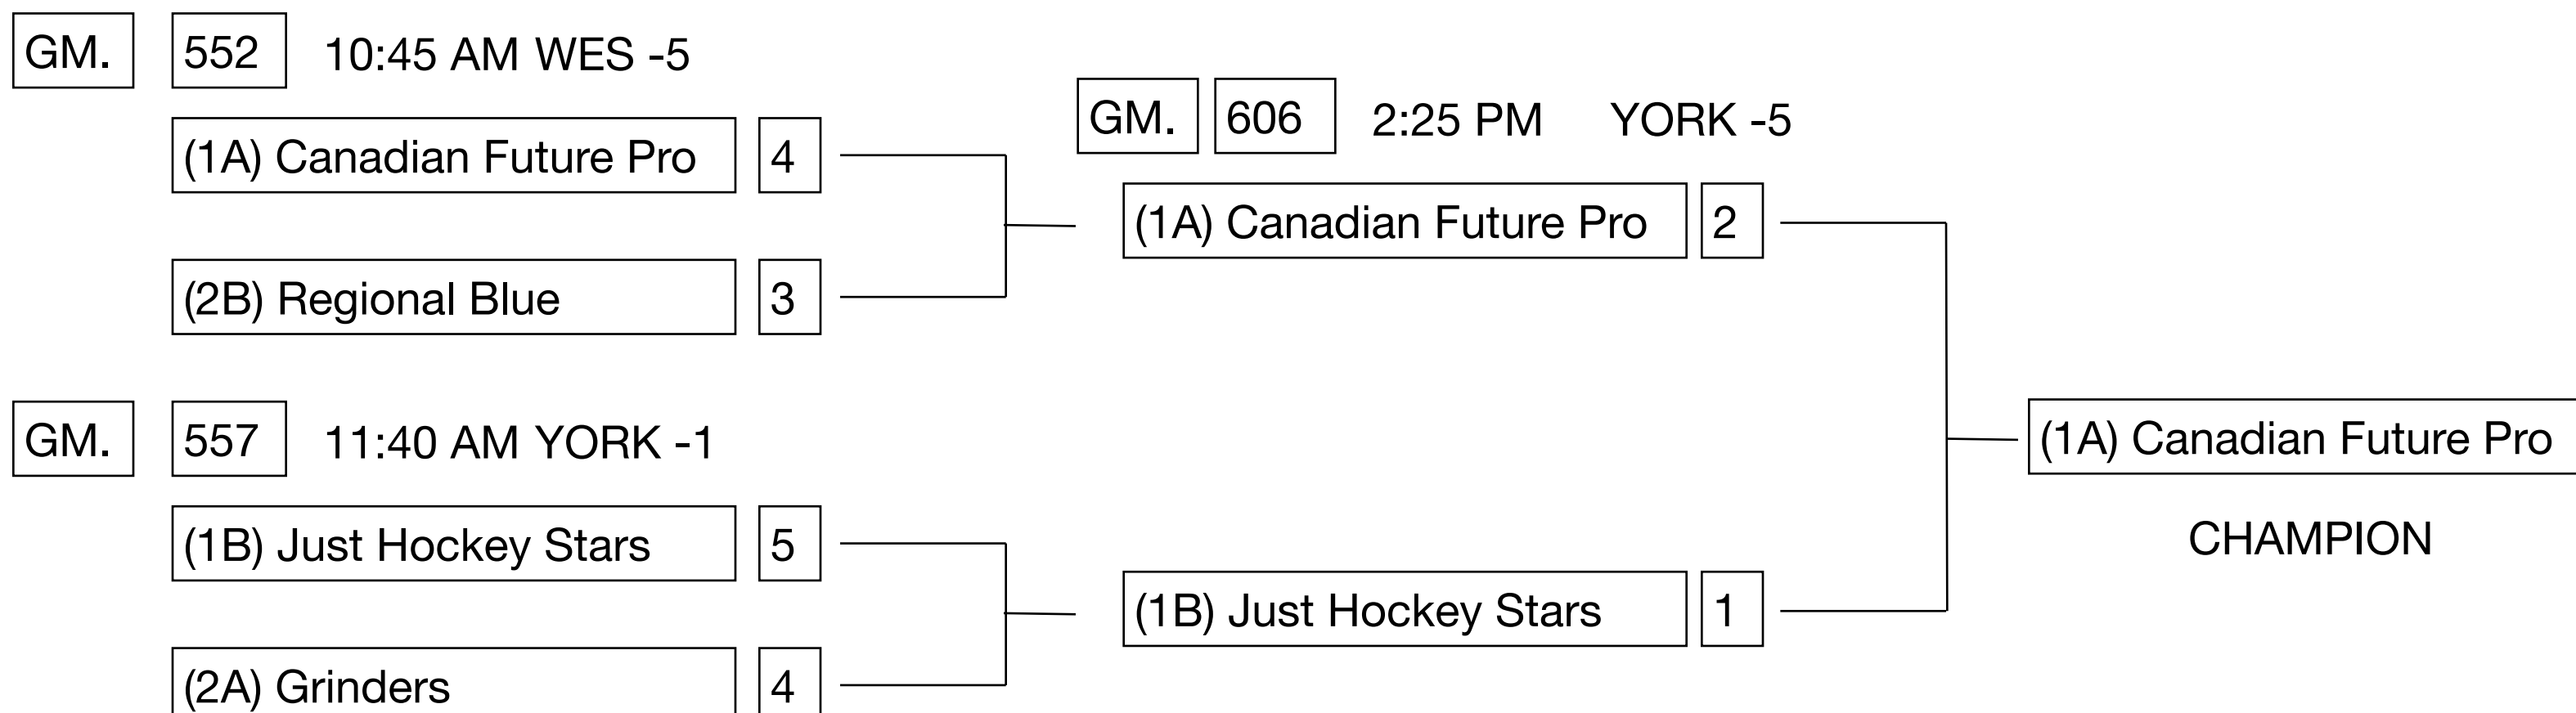 GM. 552 10:45 AM WES -5
(1A) Canadian Future Pro 4
(2B) Regional Blue 3
GM. 557 11:40 AM YORK -1
(1B) Just Hockey Stars 5
(2A) Grinders 4
GM. 606 2:25 PM YORK -5
(1A) Canadian Future Pro 2
(1B) Just Hockey Stars 1
(1A) Canadian Future Pro
CHAMPION